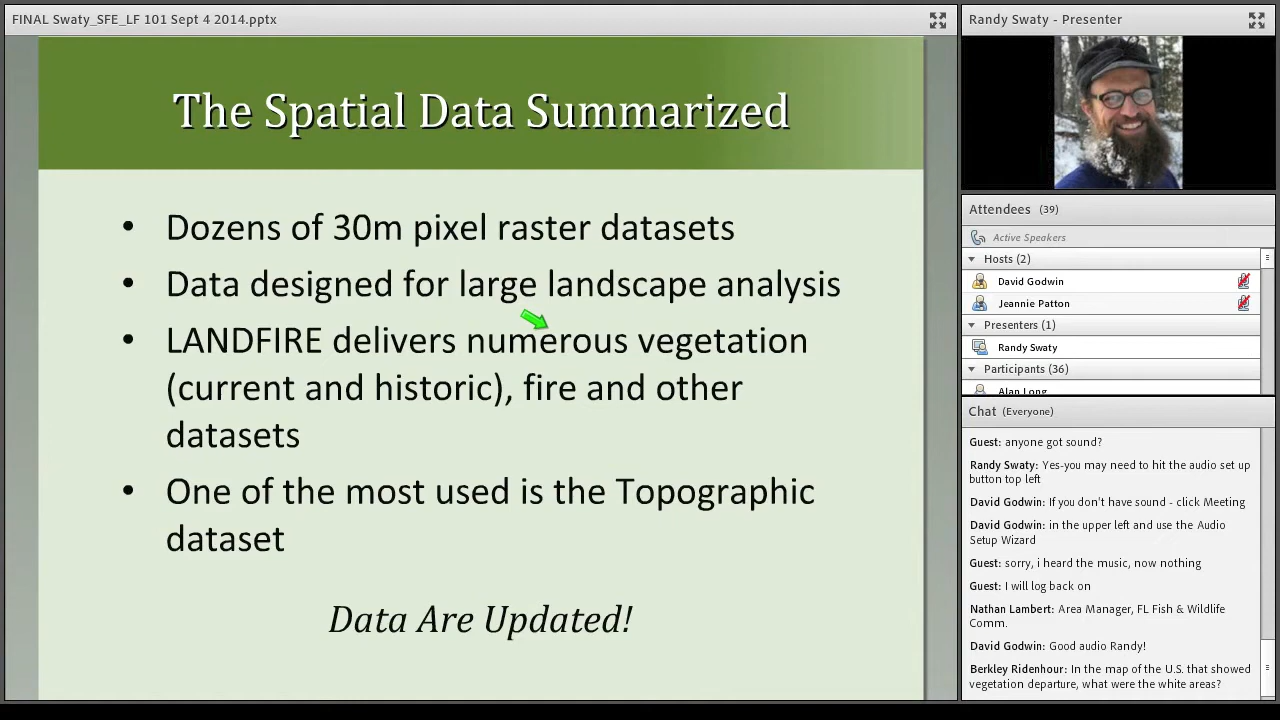 FINAL Swaty_SFE_LF 101 Sept 4 2014.pptx
The Spatial Data Summarized
• Dozens of 30m pixel raster datasets
• Data designed for large landscape analysis
• LANDFIRE delivers numerous vegetation
(current and historic), fire and other
datasets
• One of the most used is the Topographic
dataset
Data Are Updated!
Randy Swaty - Presenter
Attendees (39)
Active Speakers
Hosts (2)
David Godwin
Jeannie Patton
Presenters (1)
Randy Swaty
Participants (36)
Alan Long
Chat (Everyone)
Guest: anyone got sound?
Randy Swaty: Yes-you may need to hit the audio set up
button top left
David Godwin: If you don't have sound - click Meeting
David Godwin: in the upper left and use the Audio
Setup Wizard
Guest: sorry, i heard the music, now nothing
Guest: I will log back on
Nathan Lambert: Area Manager, FL Fish & Wildlife
Comm.
David Godwin: Good audio Randy!
Berkley Ridenhour: In the map of the U.S. that showed
vegetation departure, what were the white areas?